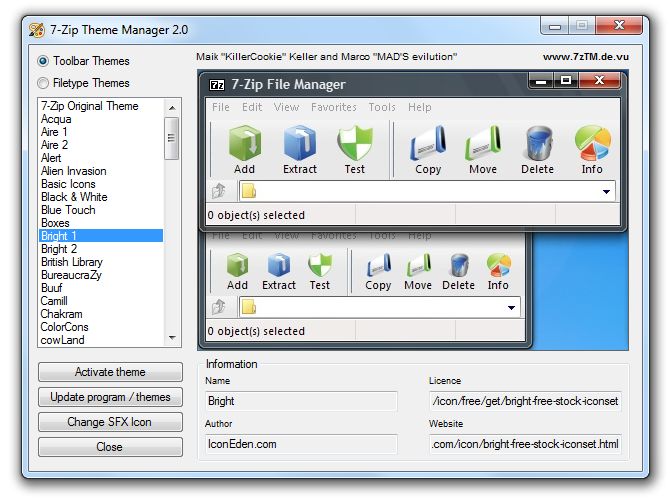 7-Zip Theme Manager 2.0
Toolbar Themes
Filetype Themes
Maik "KillerCookie" Keller and Marco "MAD'S evilution"
www.7zTM.de.vu
7-Zip Original Theme
Acqua
Aire 1
Aire 2
Alert
Alien Invasion
Basic Icons
Black & White
Blue Touch
Boxes
Bright 1
Bright 2
British Library
BureaucraZy
Buuf
Camill
Chakram
ColorCons
cowLand
7z 7-Zip File Manager
File Edit View Favorites Tools Help
Add Extract Test Copy Move Delete Info
0 object(s) selected
File Edit View Favorites Tools Help
Add Extract Test Copy Move Delete Info
0 object(s) selected
Activate theme
Update program / themes
Change SFX Icon
Close
Information
Name
Bright
Licence
/icon/free/get/bright-free-stock-iconset
Author
IconEden.com
Website
.com/icon/bright-free-stock-iconset.html